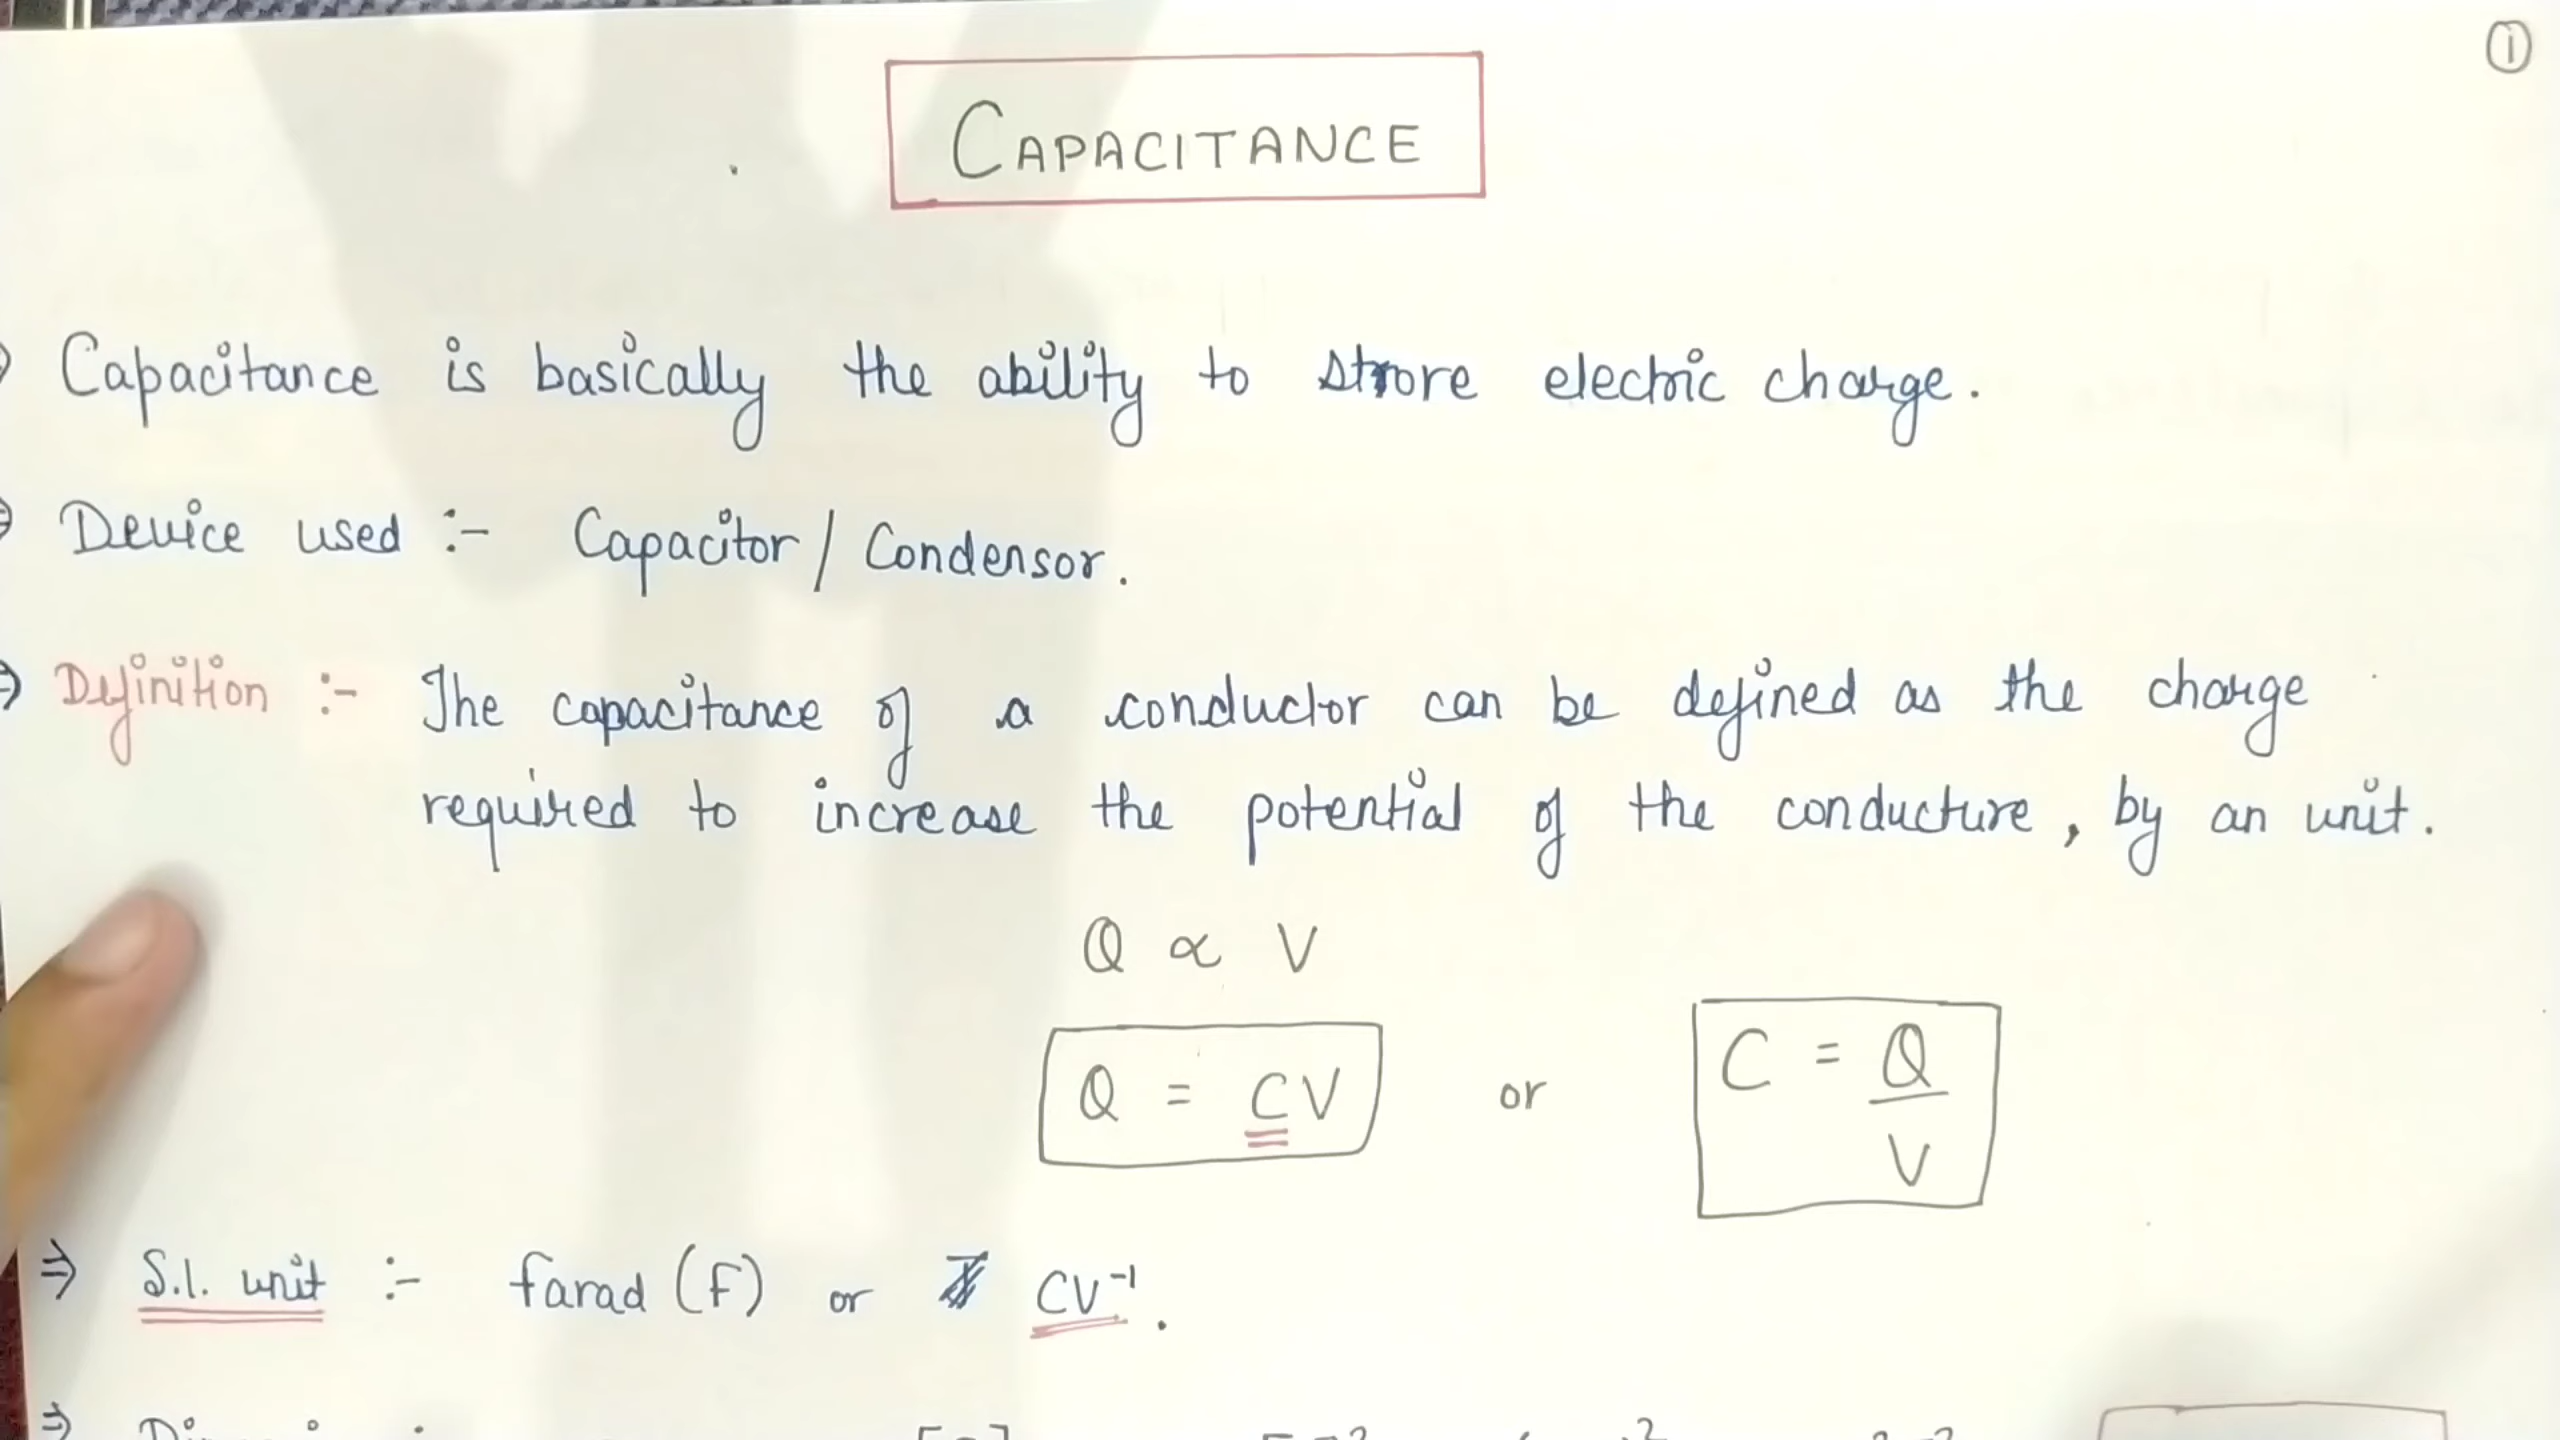 ①
CAPACITANCE
⇒ Capacitance is basically the ability to strore electric charge.
⇒ Device used :- Capacitor / Condensor.
⇒ Definition :- The capacitance of a conductor can be defined as the charge
required to increase the potential of the conducture, by an unit.
Q ∝ V
Q = CV or C = Q/V
⇒ S.I. unit :- farad (F) or CV⁻¹.